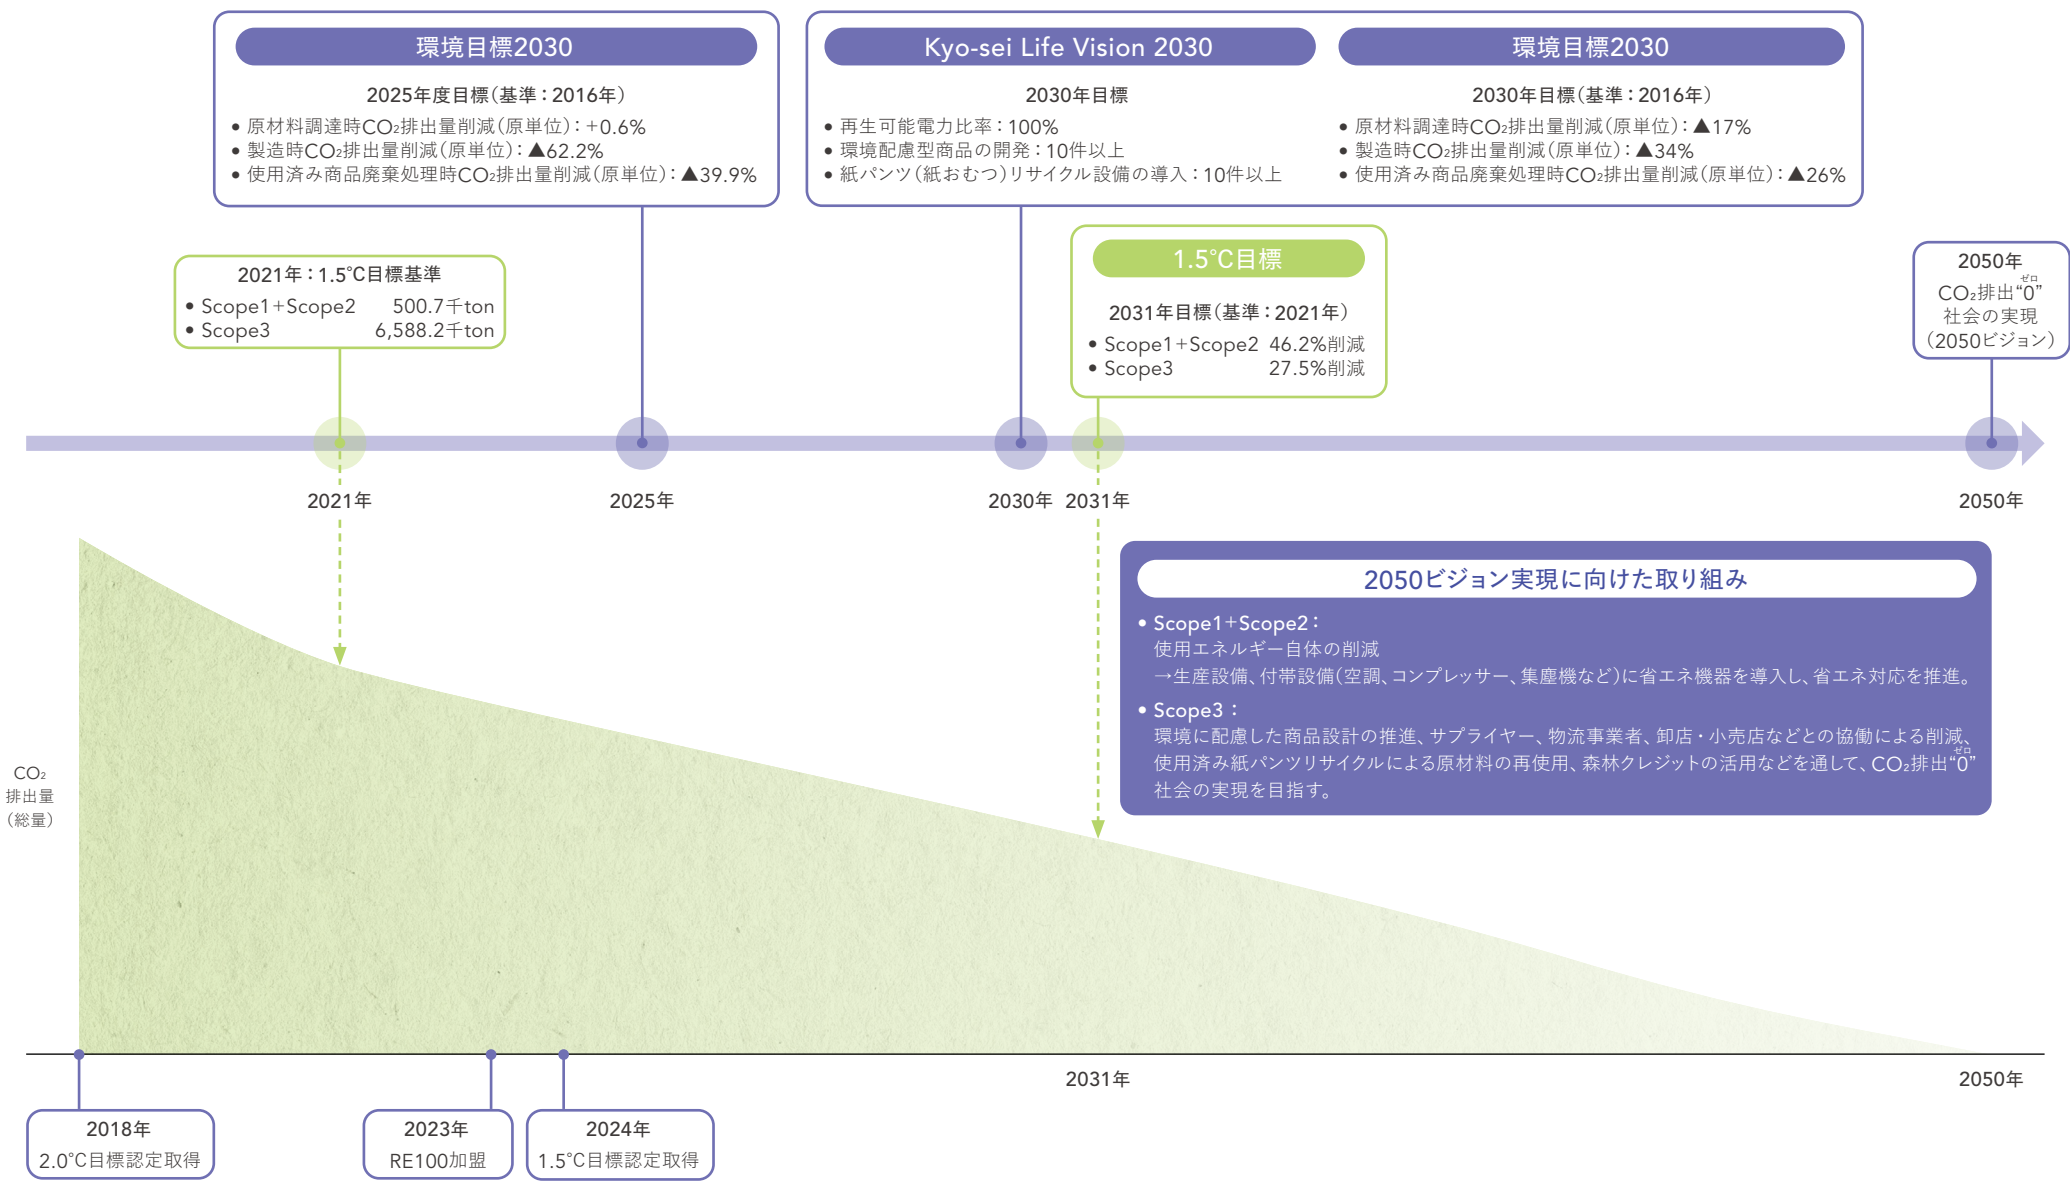 環境目標2030
2025年度目標（基準：2016年）
• 原材料調達時CO₂排出量削減（原単位）：+0.6%
• 製造時CO₂排出量削減（原単位）：▲62.2%
• 使用済み商品廃棄処理時CO₂排出量削減（原単位）：▲39.9%
Kyo-sei Life Vision 2030
2030年目標
• 再生可能電力比率：100%
• 環境配慮型商品の開発：10件以上
• 紙パンツ（紙おむつ）リサイクル設備の導入：10件以上
環境目標2030
2030年目標（基準：2016年）
• 原材料調達時CO₂排出量削減（原単位）：▲17%
• 製造時CO₂排出量削減（原単位）：▲34%
• 使用済み商品廃棄処理時CO₂排出量削減（原単位）：▲26%
2021年：1.5℃目標基準
• Scope1+Scope2 500.7千ton
• Scope3 6,588.2千ton
1.5℃目標
2031年目標（基準：2021年）
• Scope1+Scope2 46.2%削減
• Scope3 27.5%削減
2050年
ゼロ
CO₂排出“0”
社会の実現
（2050ビジョン）
2021年
2025年
2030年
2031年
2050年
2050ビジョン実現に向けた取り組み
• Scope1+Scope2：
使用エネルギー自体の削減
→生産設備、付帯設備（空調、コンプレッサー、集塵機など）に省エネ機器を導入し、省エネ対応を推進。
• Scope3：
環境に配慮した商品設計の推進、サプライヤー、物流事業者、卸店・小売店などとの協働による削減、
ゼロ
使用済み紙パンツリサイクルによる原材料の再使用、森林クレジットの活用などを通して、CO₂排出“0”
社会の実現を目指す。
CO₂
排出量
（総量）
2031年
2050年
2018年
2.0℃目標認定取得
2023年
RE100加盟
2024年
1.5℃目標認定取得